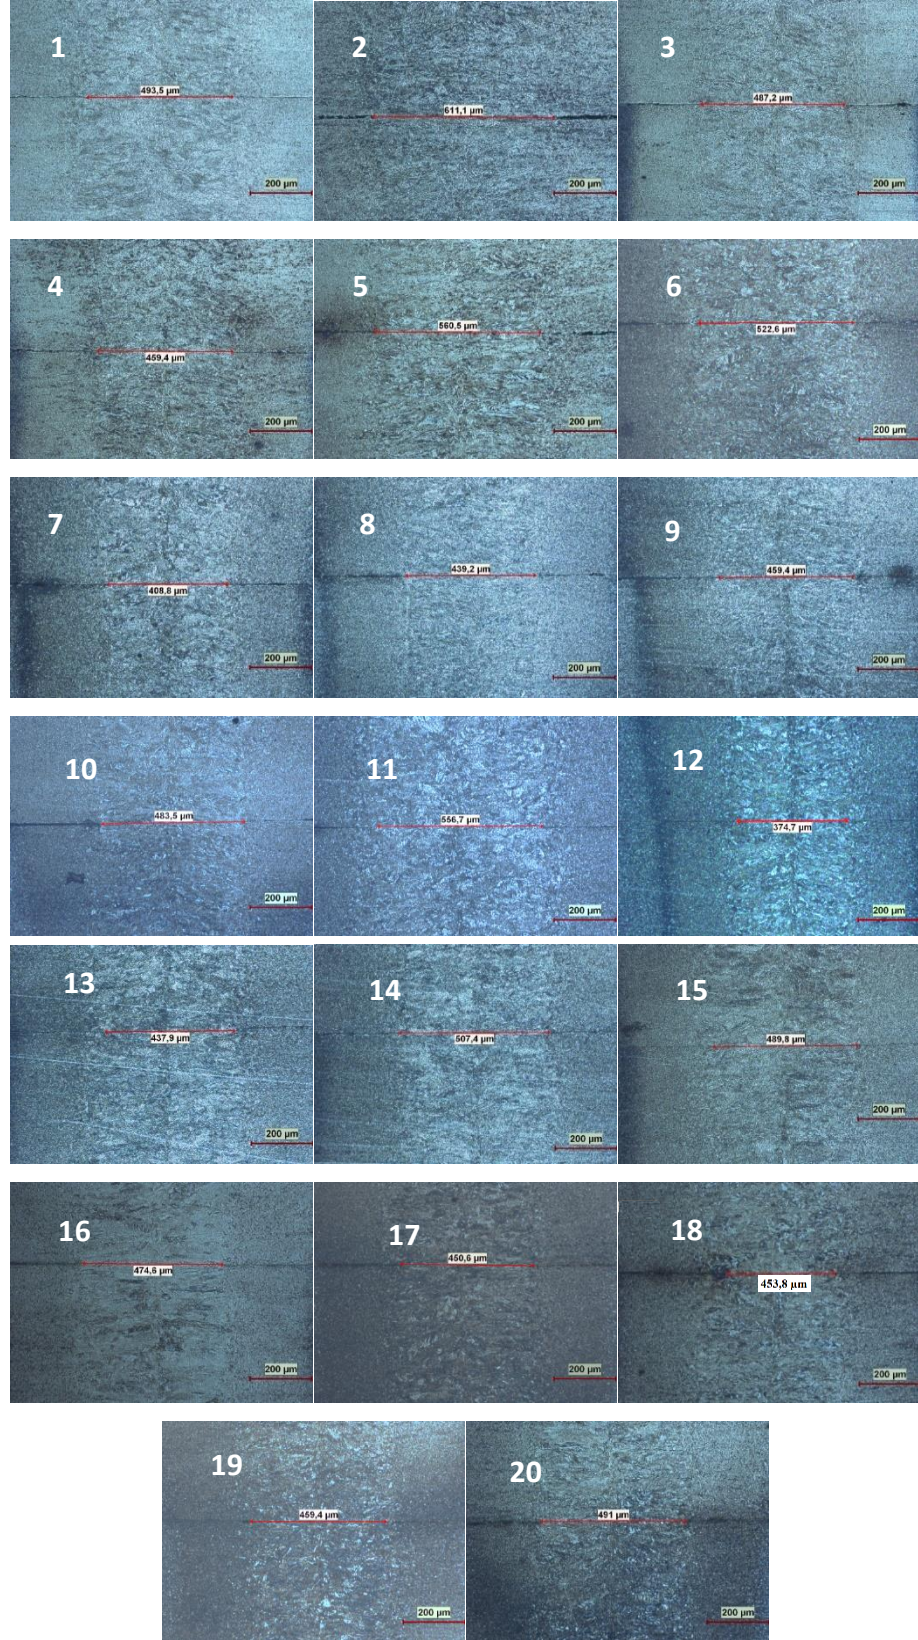 1
493,5 µm
200 µm
2
611,1 µm
200 µm
3
487,2 µm
200 µm
4
459,4 µm
200 µm
5
560,5 µm
200 µm
6
522,6 µm
200 µm
7
408,8 µm
200 µm
8
439,2 µm
200 µm
9
459,4 µm
200 µm
10
483,5 µm
200 µm
11
556,7 µm
200 µm
12
374,7 µm
200 µm
13
437,9 µm
200 µm
14
507,4 µm
200 µm
15
489,8 µm
200 µm
16
474,6 µm
200 µm
17
450,6 µm
200 µm
18
453,8 µm
200 µm
19
459,4 µm
200 µm
20
491 µm
200 µm